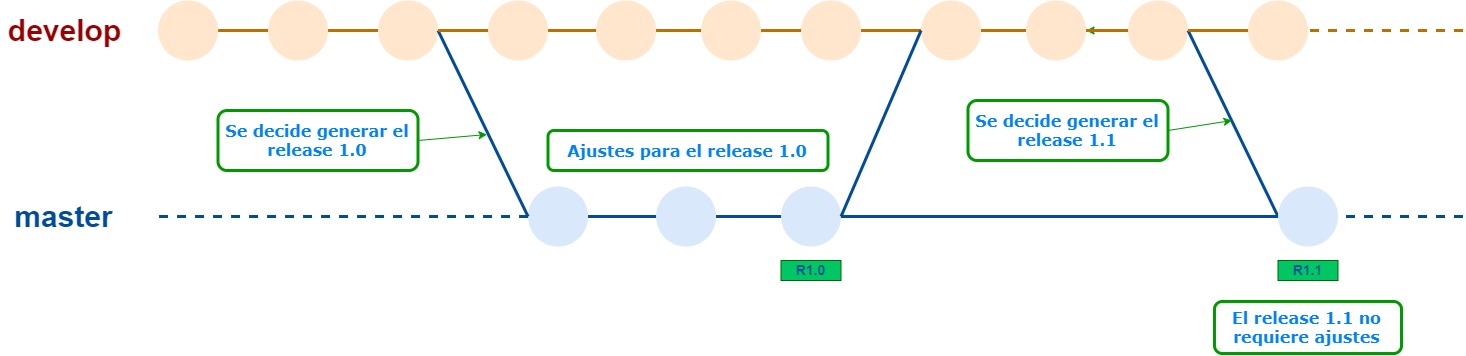 develop
Se decide generar el
release 1.0
Ajustes para el release 1.0
Se decide generar el
release 1.1
master
R1.0
R1.1
El release 1.1 no
requiere ajustes